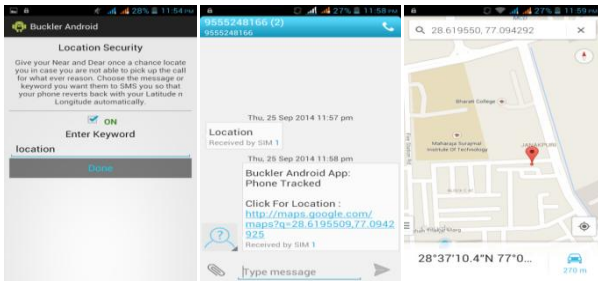 28% 11:54 PM
Buckler Android
Location Security
Give your Near and Dear once a chance locate
you in case you are not able to pick up the call
for what ever reason. Choose the message or
keyword you want them to SMS you so that
your phone reverts back with your Latitude n
Longitude automatically.
ON
Enter Keyword
location
Done
27% 11:58 PM
9555248166 (2)
9555248166
Thu, 25 Sep 2014 11:57 pm
Location
Received by SIM 1
Thu, 25 Sep 2014 11:58 pm
Buckler Android App:
Phone Tracked
Click For Location :
http://maps.google.com/
maps?q=28.6195509,77.0942
925
Received by SIM 1
Type message
27% 11:59 PM
28.619550, 77.094292
Bharati College
Maharaja Surajmal
Institute Of Technology
JANAKPURI
28°37'10.4"N 77°0...
270 m